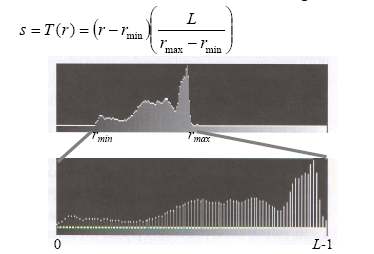 s = T(r) = (r − r_min)(L / (r_max − r_min))
r_min r_max
0 L-1